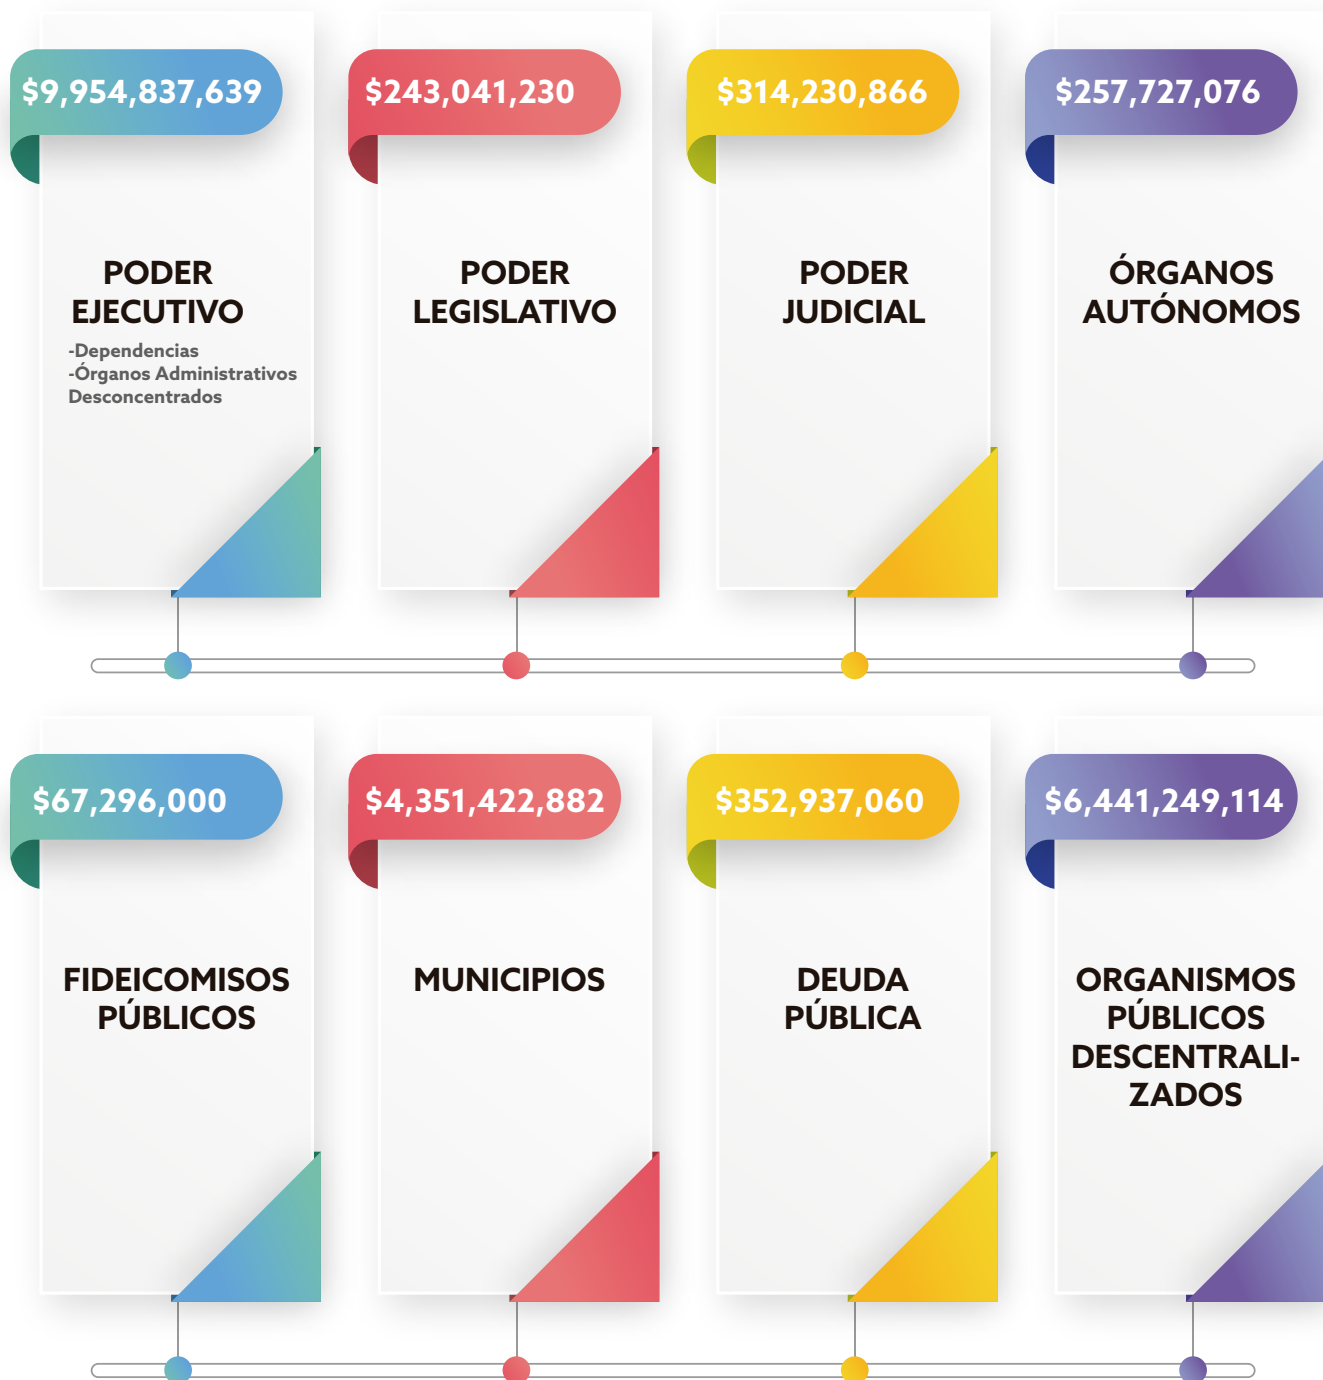 $9,954,837,639
PODER
EJECUTIVO
-Dependencias
-Órganos Administrativos
Desconcentrados
$243,041,230
PODER
LEGISLATIVO
$314,230,866
PODER
JUDICIAL
$257,727,076
ÓRGANOS
AUTÓNOMOS
$67,296,000
FIDEICOMISOS
PÚBLICOS
$4,351,422,882
MUNICIPIOS
$352,937,060
DEUDA
PÚBLICA
$6,441,249,114
ORGANISMOS
PÚBLICOS
DESCENTRALI-
ZADOS